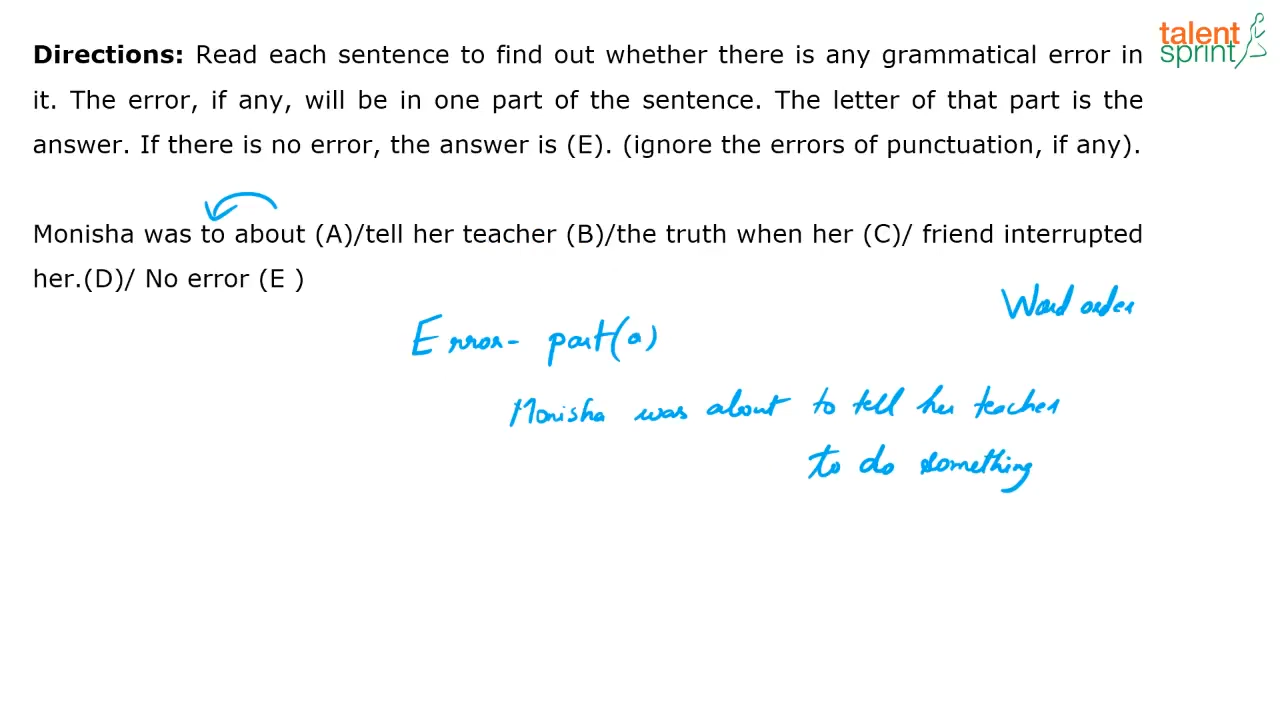 talent
sprint
Directions: Read each sentence to find out whether there is any grammatical error in
it. The error, if any, will be in one part of the sentence. The letter of that part is the
answer. If there is no error, the answer is (E). (ignore the errors of punctuation, if any).
Monisha was to about (A)/tell her teacher (B)/the truth when her (C)/ friend interrupted
her.(D)/ No error (E )
Word order
Error- part(a)
Monisha was about to tell her teacher
to do something